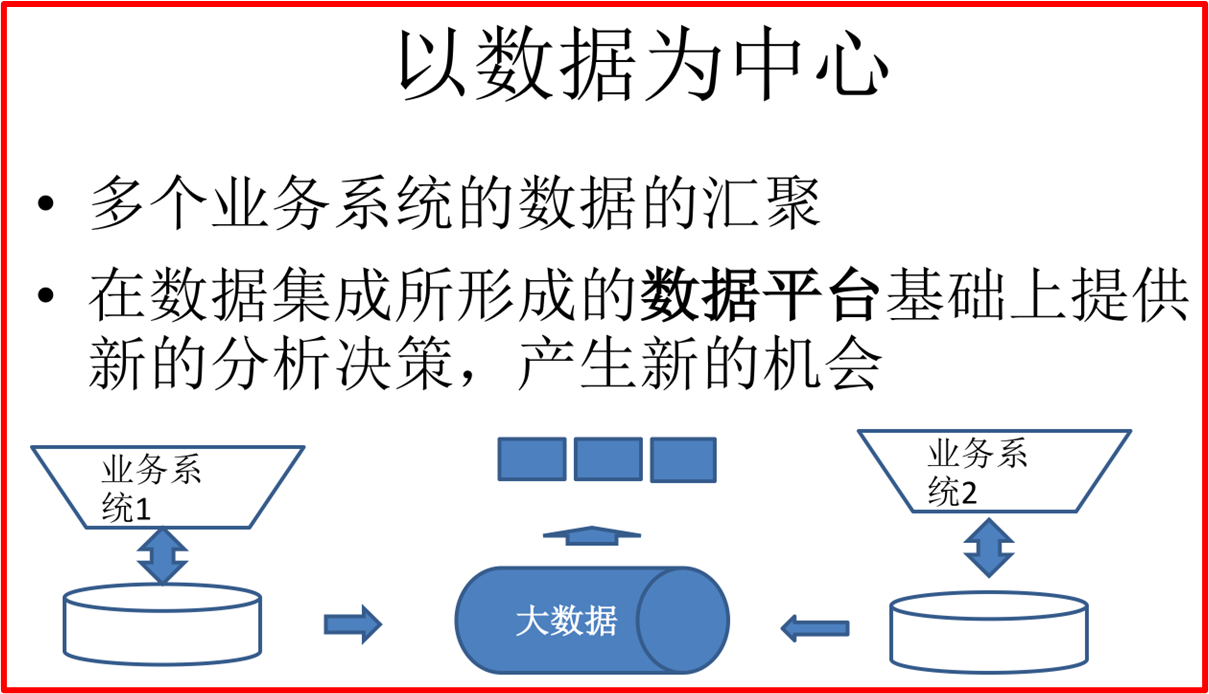 以数据为中心
• 多个业务系统的数据的汇聚
• 在数据集成所形成的数据平台基础上提供
新的分析决策，产生新的机会
业务系
统1
业务系
统2
大数据